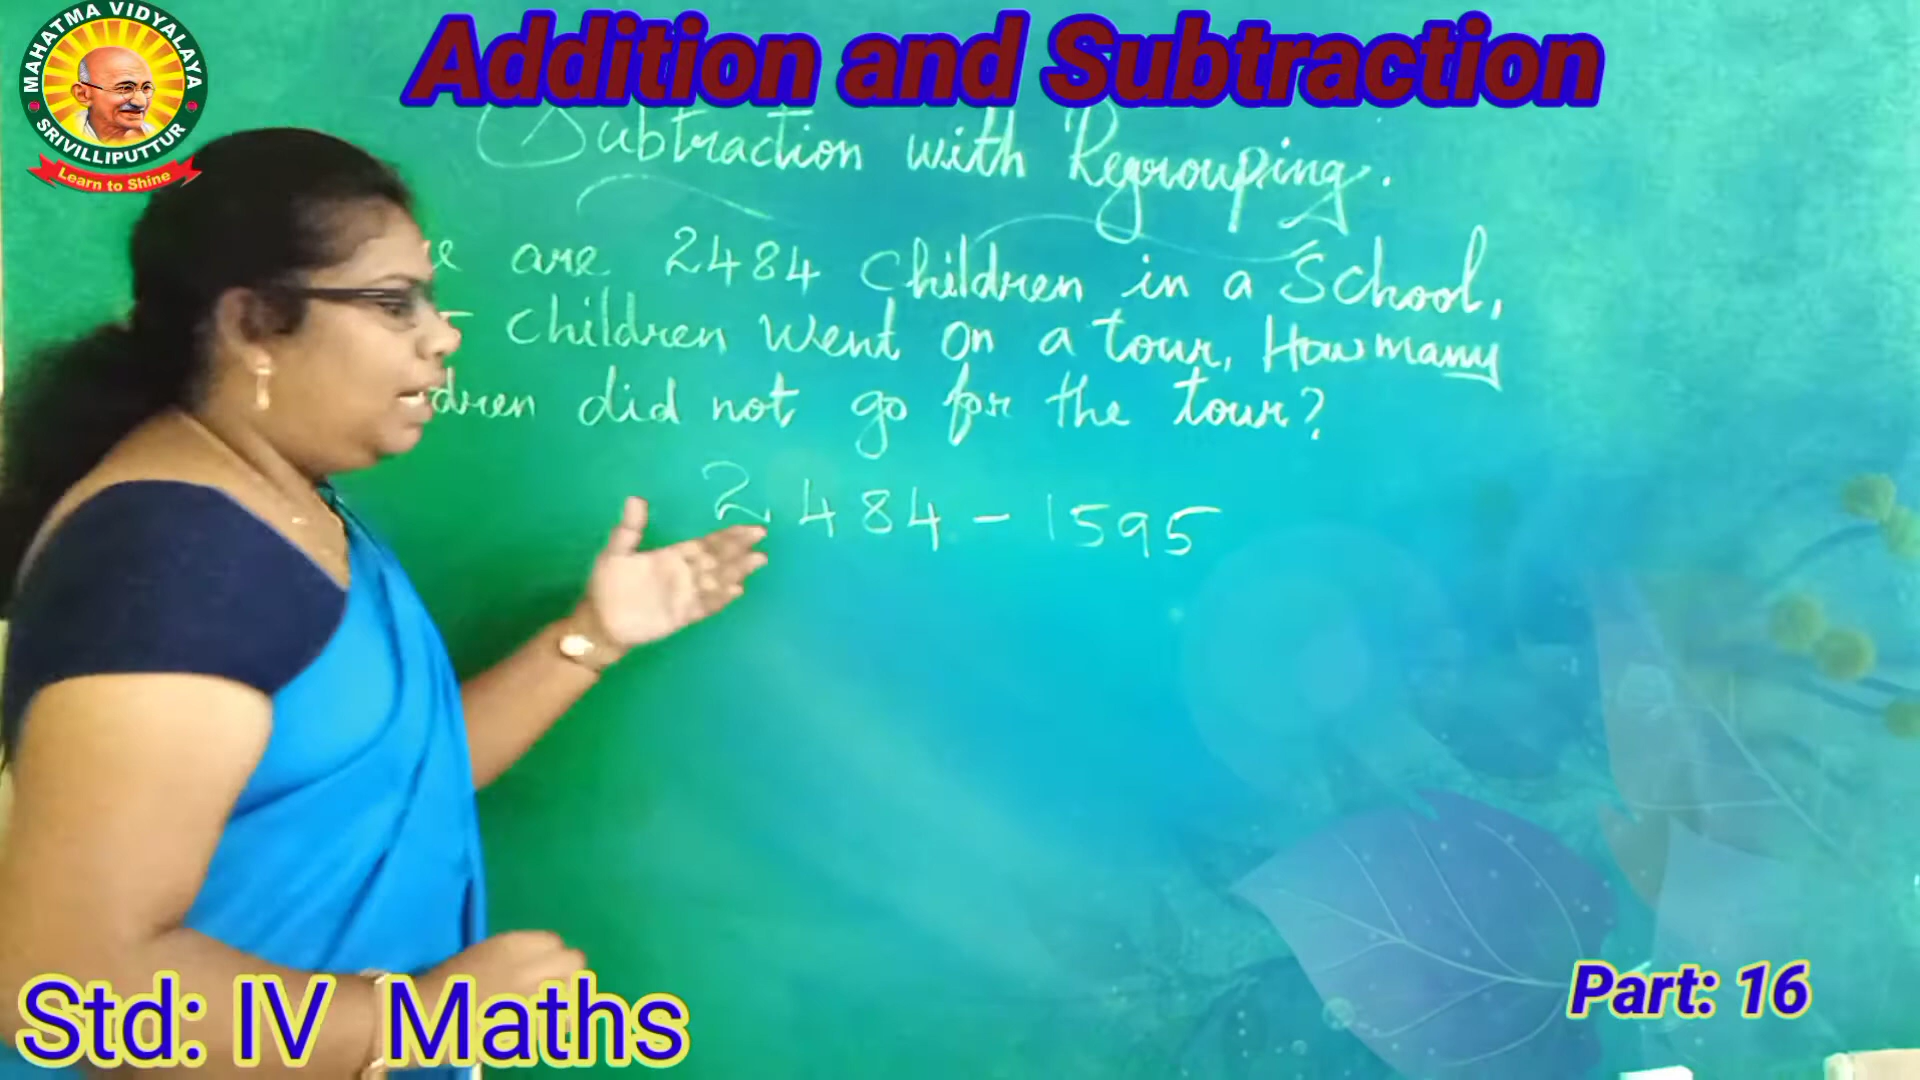 MAHATMA VIDYALAYA
SRIVILLIPUTTUR
Learn to Shine
Addition and Subtraction
Subtraction with Regrouping.
are 2484 Children in a School,
children went on a tour, How many
dren did not go for the tour?
2484 - 1595
Std: IV Maths
Part: 16